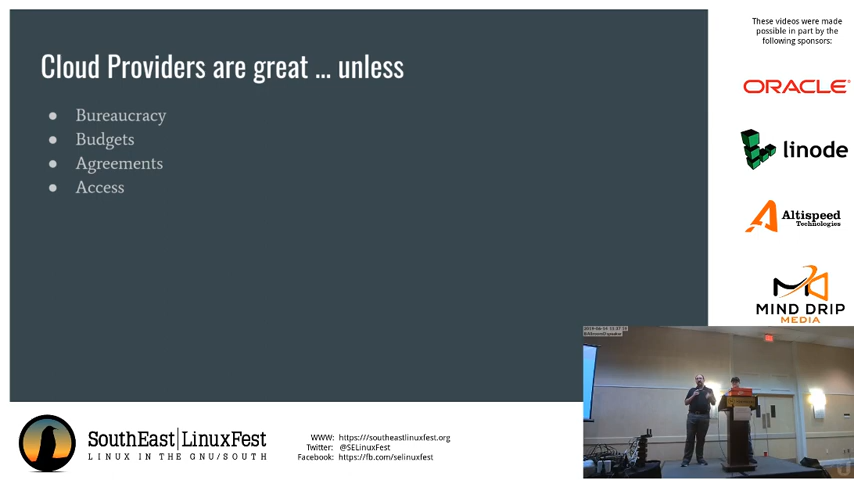 Cloud Providers are great ... unless
● Bureaucracy
● Budgets
● Agreements
● Access
These videos were made
possible in part by the
following sponsors:
ORACLE
linode
Altispeed
Technologies
MIND DRIP
MEDIA
SouthEast|LinuxFest
LINUX IN THE GNU/SOUTH
WWW: https:///southeastlinuxfest.org
Twitter: @SELinuxFest
Facebook: https://fb.com/selinuxfest